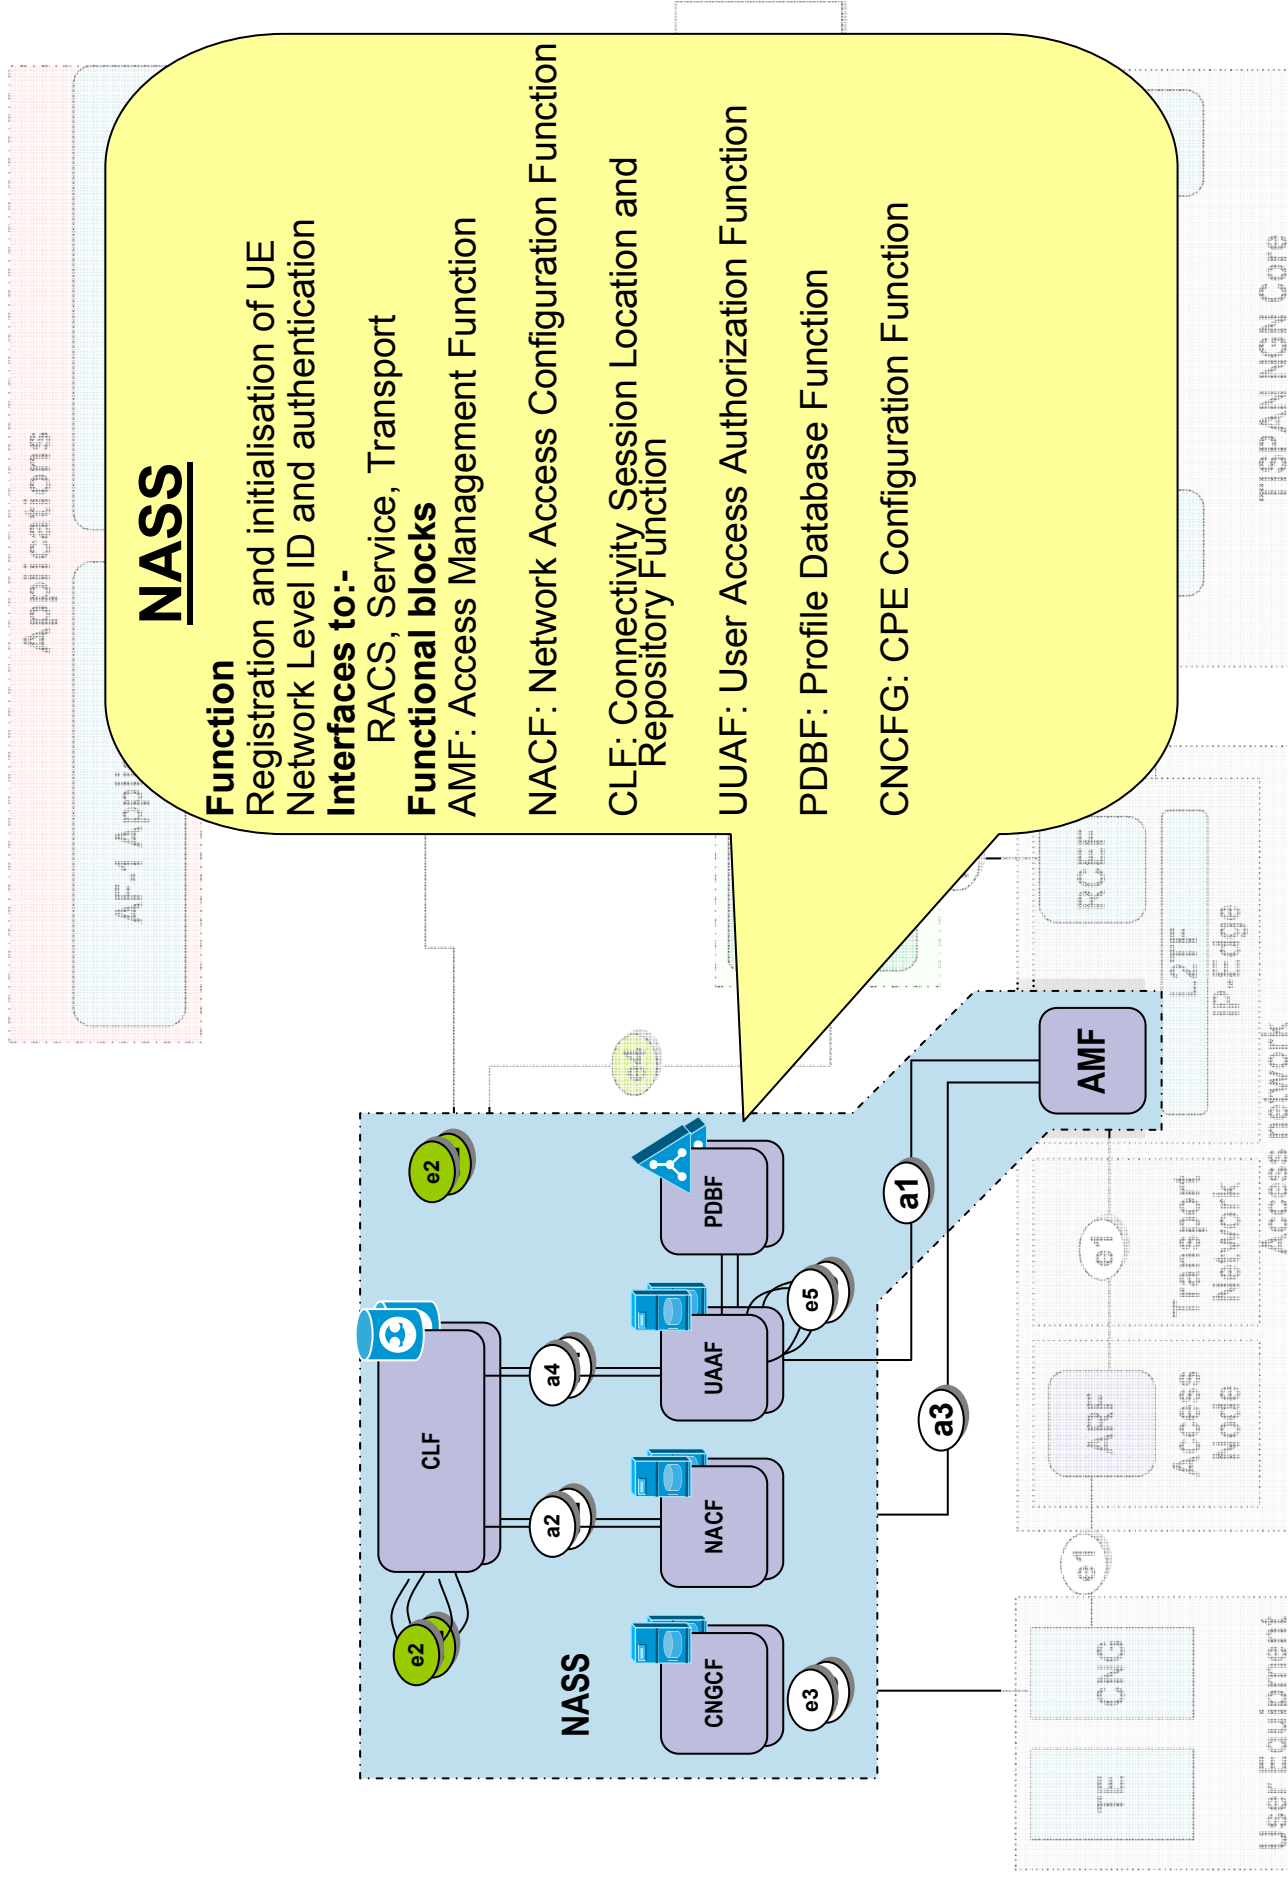 Applications
AF1 Appl
NASS
Function
Registration and initialisation of UE
Network Level ID and authentication
Interfaces to:-
RACS, Service, Transport
Functional blocks
AMF: Access Management Function
NACF: Network Access Configuration Function
CLF: Connectivity Session Location and
Repository Function
UUAF: User Access Authorization Function
PDBF: Profile Database Function
CNCFG: CPE Configuration Function
e2
CLF
e2
e4
a2
a4
NASS
CNGCF
NACF
UAAF
PDBF
e3
e5
a1
a3
AMF
e1
e1
TE
CNG
ARF
RCEF
L2TF
IP-Edge
Access
Node
Transport
Network
User Equipment
Access network
TISPAN NGN Core